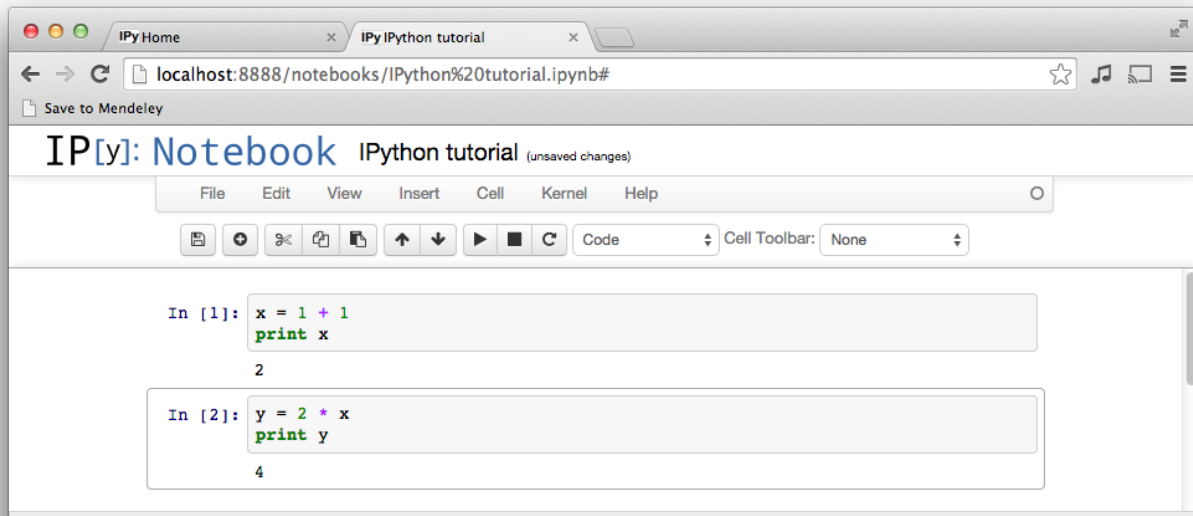 IPy Home
IPy IPython tutorial
localhost:8888/notebooks/IPython%20tutorial.ipynb#
Save to Mendeley
IP[y]: Notebook IPython tutorial (unsaved changes)
File Edit View Insert Cell Kernel Help
Code Cell Toolbar: None
In [1]: x = 1 + 1
print x
2
In [2]: y = 2 * x
print y
4